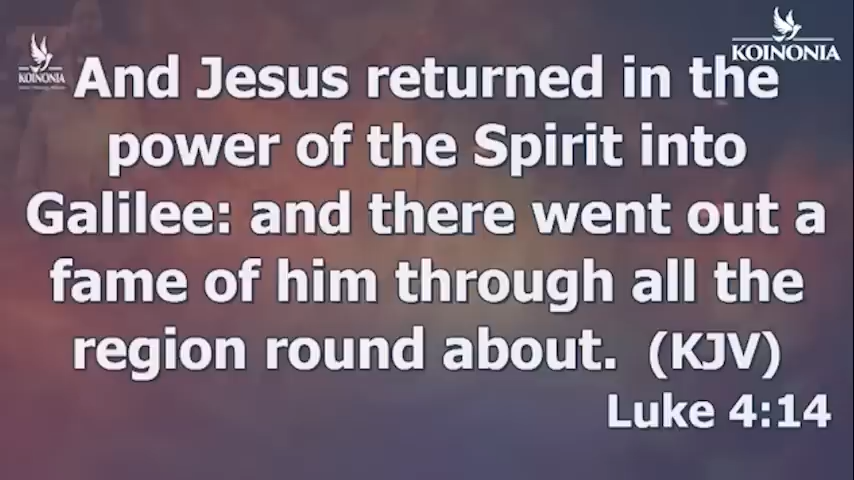 KOINONIA
KOINONIA
And Jesus returned in the
power of the Spirit into
Galilee: and there went out a
fame of him through all the
region round about. (KJV)
Luke 4:14